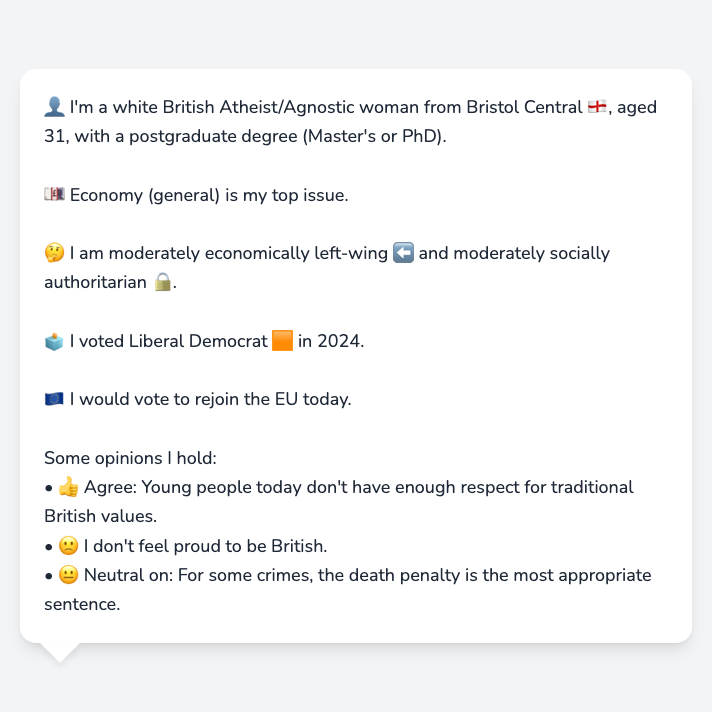 👤 I'm a white British Atheist/Agnostic woman from Bristol Central 🏴󠁧󠁢󠁥󠁮󠁧󠁿, aged
31, with a postgraduate degree (Master's or PhD).
💷 Economy (general) is my top issue.
🤔 I am moderately economically left-wing ⬅️ and moderately socially
authoritarian 🔒.
🗳️ I voted Liberal Democrat 🟧 in 2024.
🇪🇺 I would vote to rejoin the EU today.
Some opinions I hold:
• 👍 Agree: Young people today don't have enough respect for traditional
British values.
• 🙁 I don't feel proud to be British.
• 😐 Neutral on: For some crimes, the death penalty is the most appropriate
sentence.